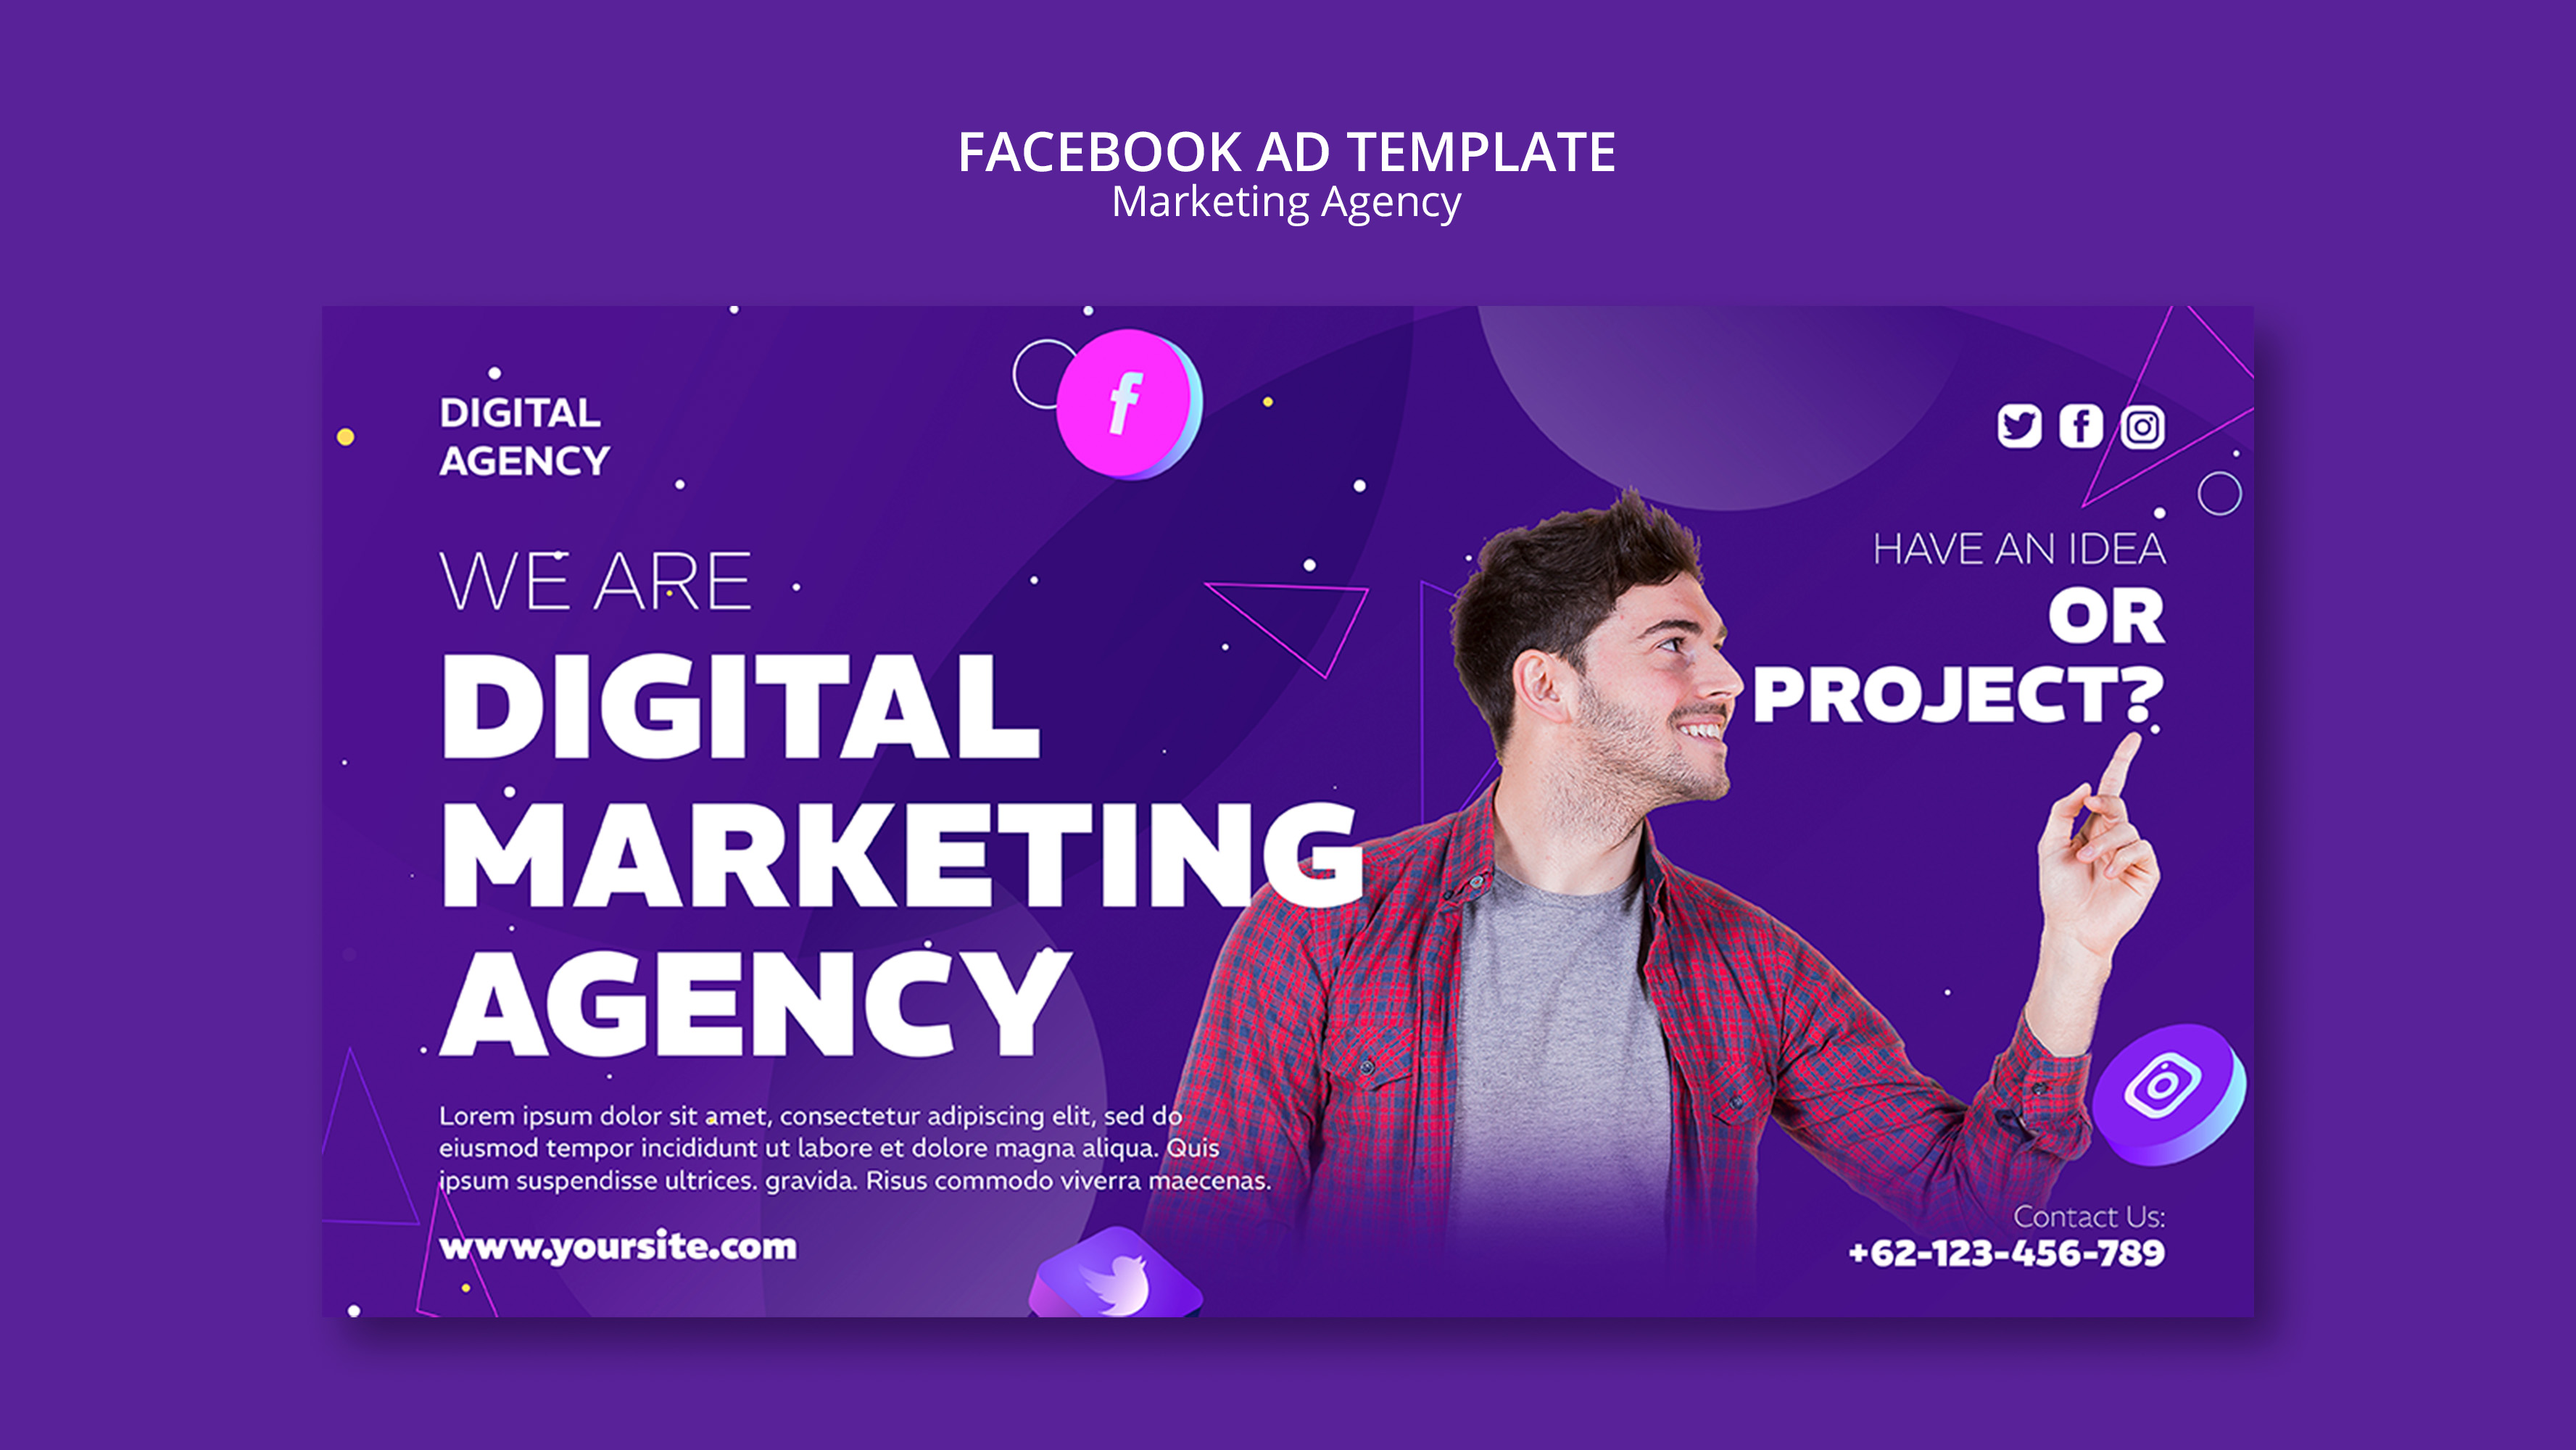 FACEBOOK AD TEMPLATE
Marketing Agency
DIGITAL
AGENCY
WE ARE
DIGITAL
MARKETING
AGENCY
Lorem ipsum dolor sit amet, consectetur adipiscing elit, sed do
eiusmod tempor incididunt ut labore et dolore magna aliqua. Quis
ipsum suspendisse ultrices. gravida. Risus commodo viverra maecenas.
www.yoursite.com
HAVE AN IDEA
OR
PROJECT?
Contact Us:
+62-123-456-789